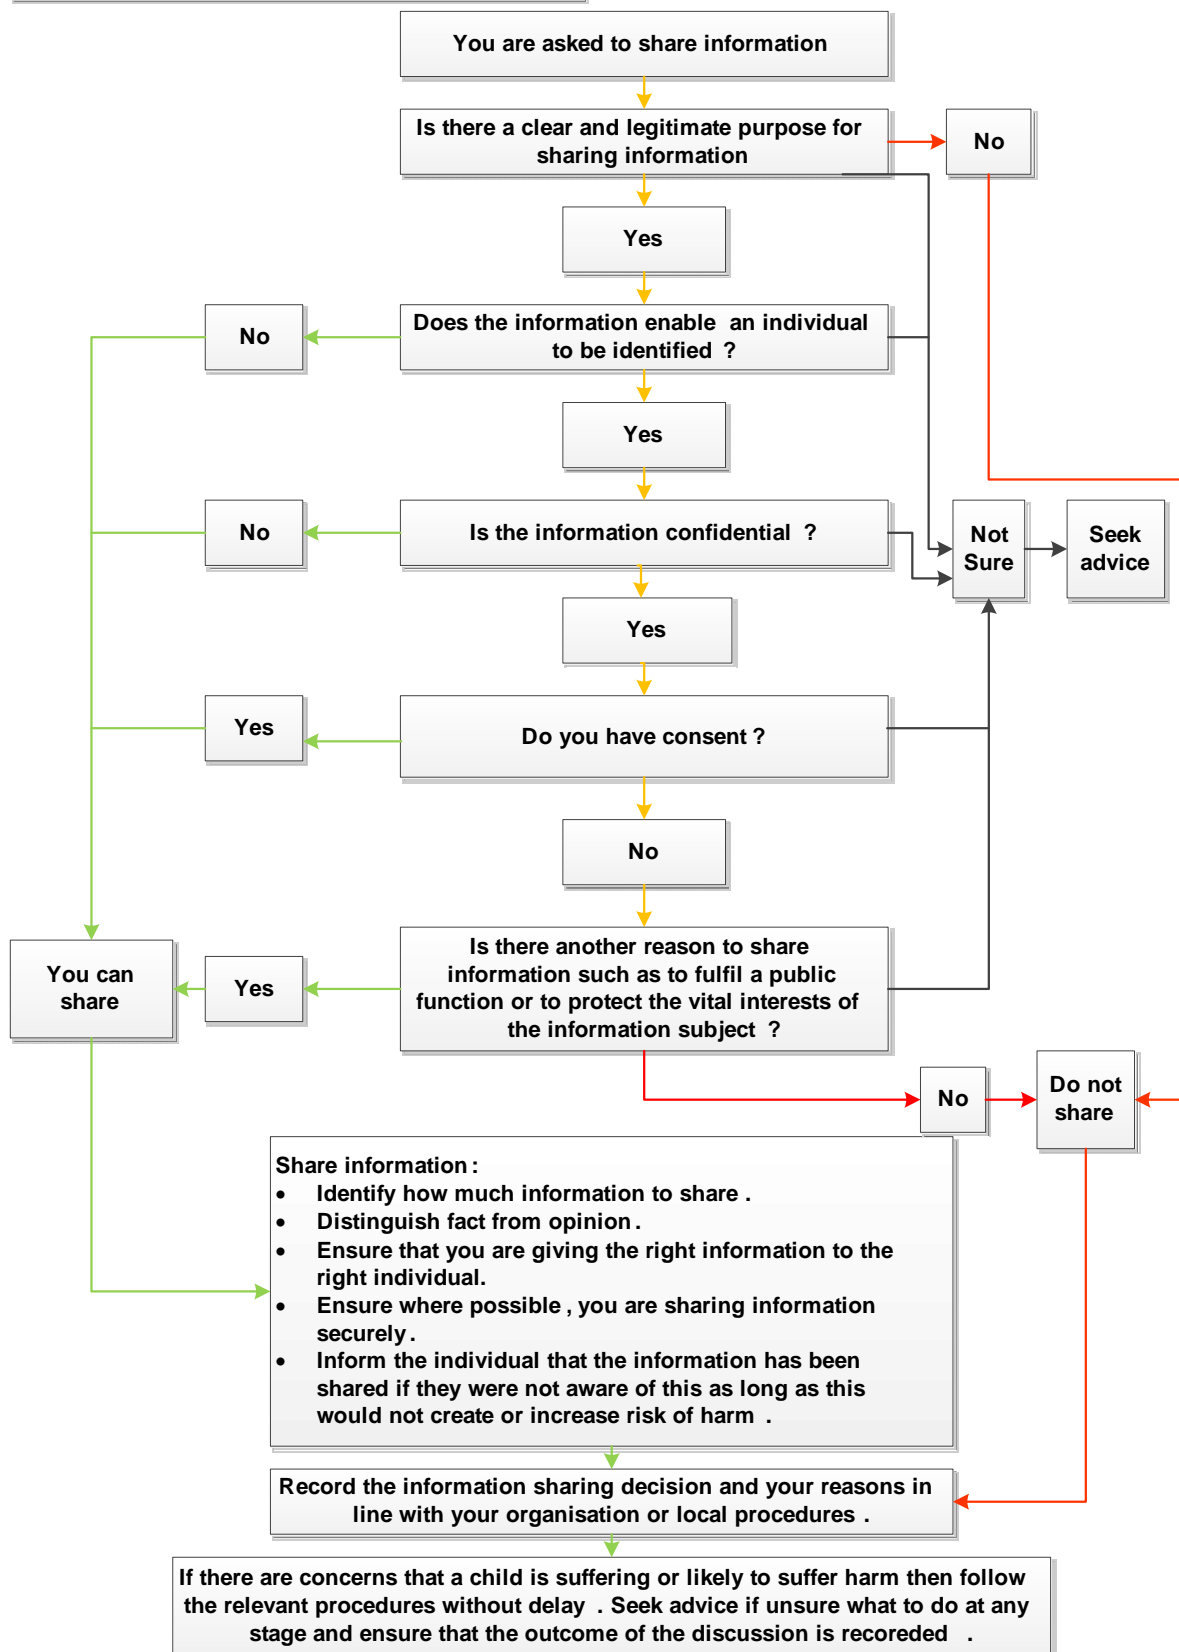 You are asked to share information
Is there a clear and legitimate purpose for
sharing information
No
Yes
No
Does the information enable an individual
to be identified ?
Yes
No
Is the information confidential ?
Not
Sure
Seek
advice
Yes
Yes
Do you have consent ?
No
You can
share
Yes
Is there another reason to share
information such as to fulfil a public
function or to protect the vital interests of
the information subject ?
No
Do not
share
Share information :
• Identify how much information to share .
• Distinguish fact from opinion .
• Ensure that you are giving the right information to the
right individual.
• Ensure where possible , you are sharing information
securely .
• Inform the individual that the information has been
shared if they were not aware of this as long as this
would not create or increase risk of harm .
Record the information sharing decision and your reasons in
line with your organisation or local procedures .
If there are concerns that a child is suffering or likely to suffer harm then follow
the relevant procedures without delay . Seek advice if unsure what to do at any
stage and ensure that the outcome of the discussion is recoreded .